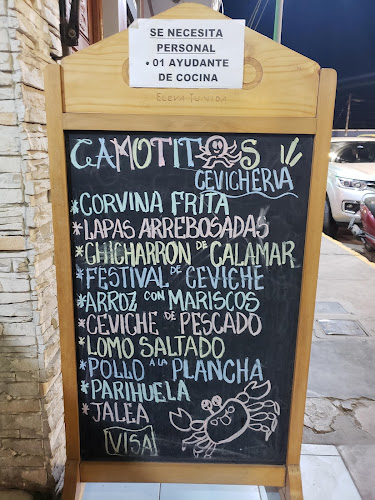 SE NECESITA
PERSONAL
• 01 AYUDANTE
DE COCINA
CAMOTITOS
CEVICHERIA
*CORVINA FRITA
*LAPAS ARREBOSADAS
*CHICHARRON DE CALAMAR
*FESTIVAL DE CEVICHE
*ARROZ CON MARISCOS
*CEVICHE DE PESCADO
*LOMO SALTADO
*POLLO A LA PLANCHA
*PARIHUELA
*JALEA
VISA